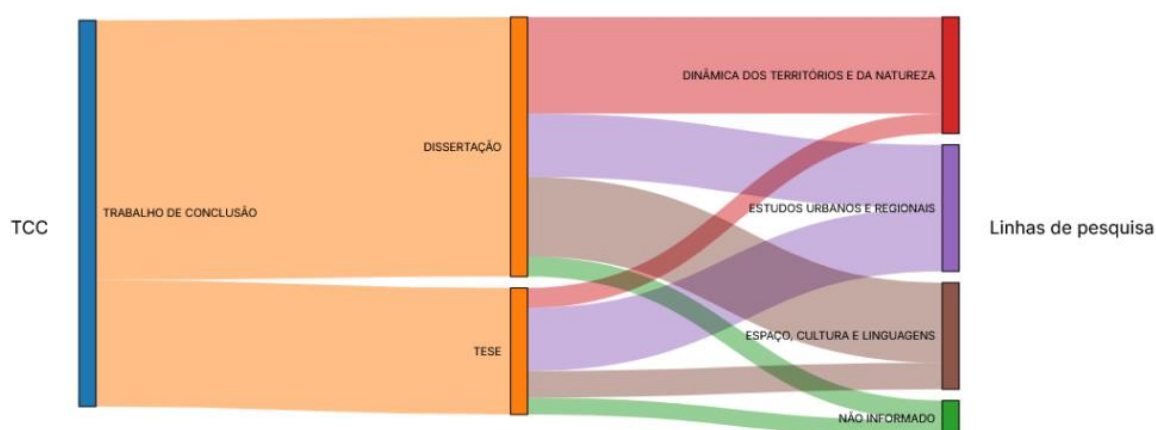 TCC
TRABALHO DE CONCLUSÃO
DISSERTAÇÃO
TESE
DINÂMICA DOS TERRITÓRIOS E DA NATUREZA
ESTUDOS URBANOS E REGIONAIS
ESPAÇO, CULTURA E LINGUAGENS
NÃO INFORMADO
Linhas de pesquisa